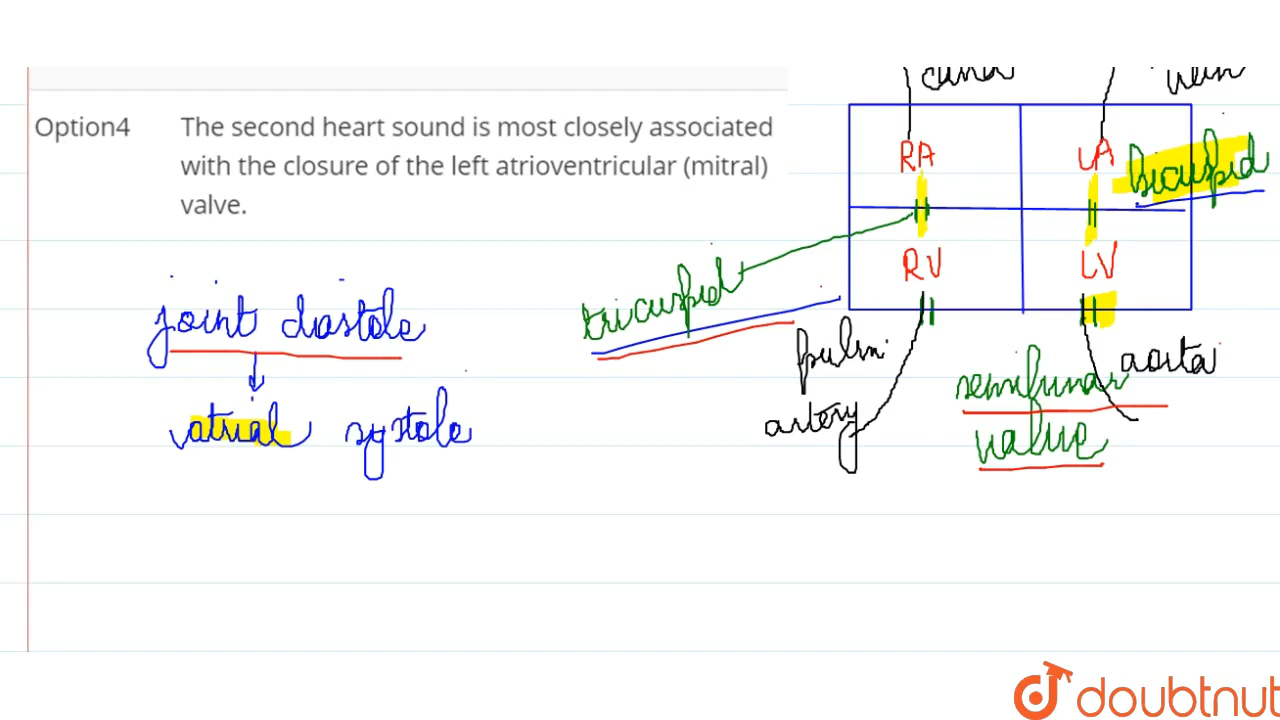 Option4
The second heart sound is most closely associated
with the closure of the left atrioventricular (mitral)
valve.
joint diastole
atrial systole
RA
LA
bicuspid
tricuspid
RV
LV
pulm
artery
aorta
semilunar
valve
doubtnut